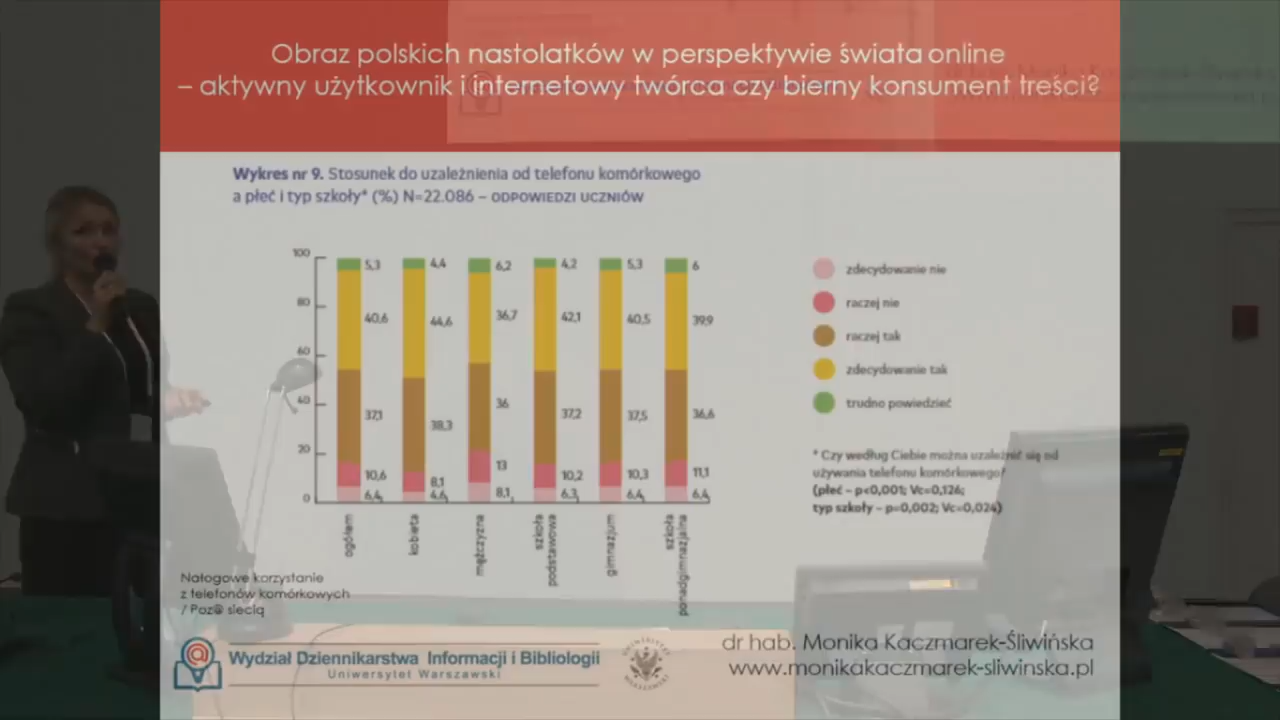 Obraz polskich nastolatków w perspektywie świata online
– aktywny użytkownik i internetowy twórca czy bierny konsument treści?
Wykres nr 9. Stosunek do uzależnienia od telefonu komórkowego
a płeć i typ szkoły* (%) N=22.086 – ODPOWIEDZI UCZNIÓW
100
80
60
40
20
0
5,3
40,6
37,1
10,6
6,4
4,4
44,6
38,3
8,1
4,6
6,2
36,7
36
13
8,1
4,2
42,1
37,2
10,2
6,3
5,3
40,5
37,5
10,3
6,4
6
39,9
36,6
11,1
6,4
ogółem
kobieta
mężczyzna
szkoła
podstawowa
gimnazjum
szkoła
ponadgimnazjalna
zdecydowanie nie
raczej nie
raczej tak
zdecydowanie tak
trudno powiedzieć
* Czy według Ciebie można uzależnić się od
używania telefonu komórkowego?
(płeć – p<0,001; Vc=0,126;
typ szkoły – p=0,002; Vc=0,024)
Nałogowe korzystanie
z telefonów komórkowych
/ Poz@ siecią
Wydział Dziennikarstwa Informacji i Bibliologii
Uniwersytet Warszawski
dr hab. Monika Kaczmarek-Śliwińska
www.monikakaczmarek-sliwinska.pl